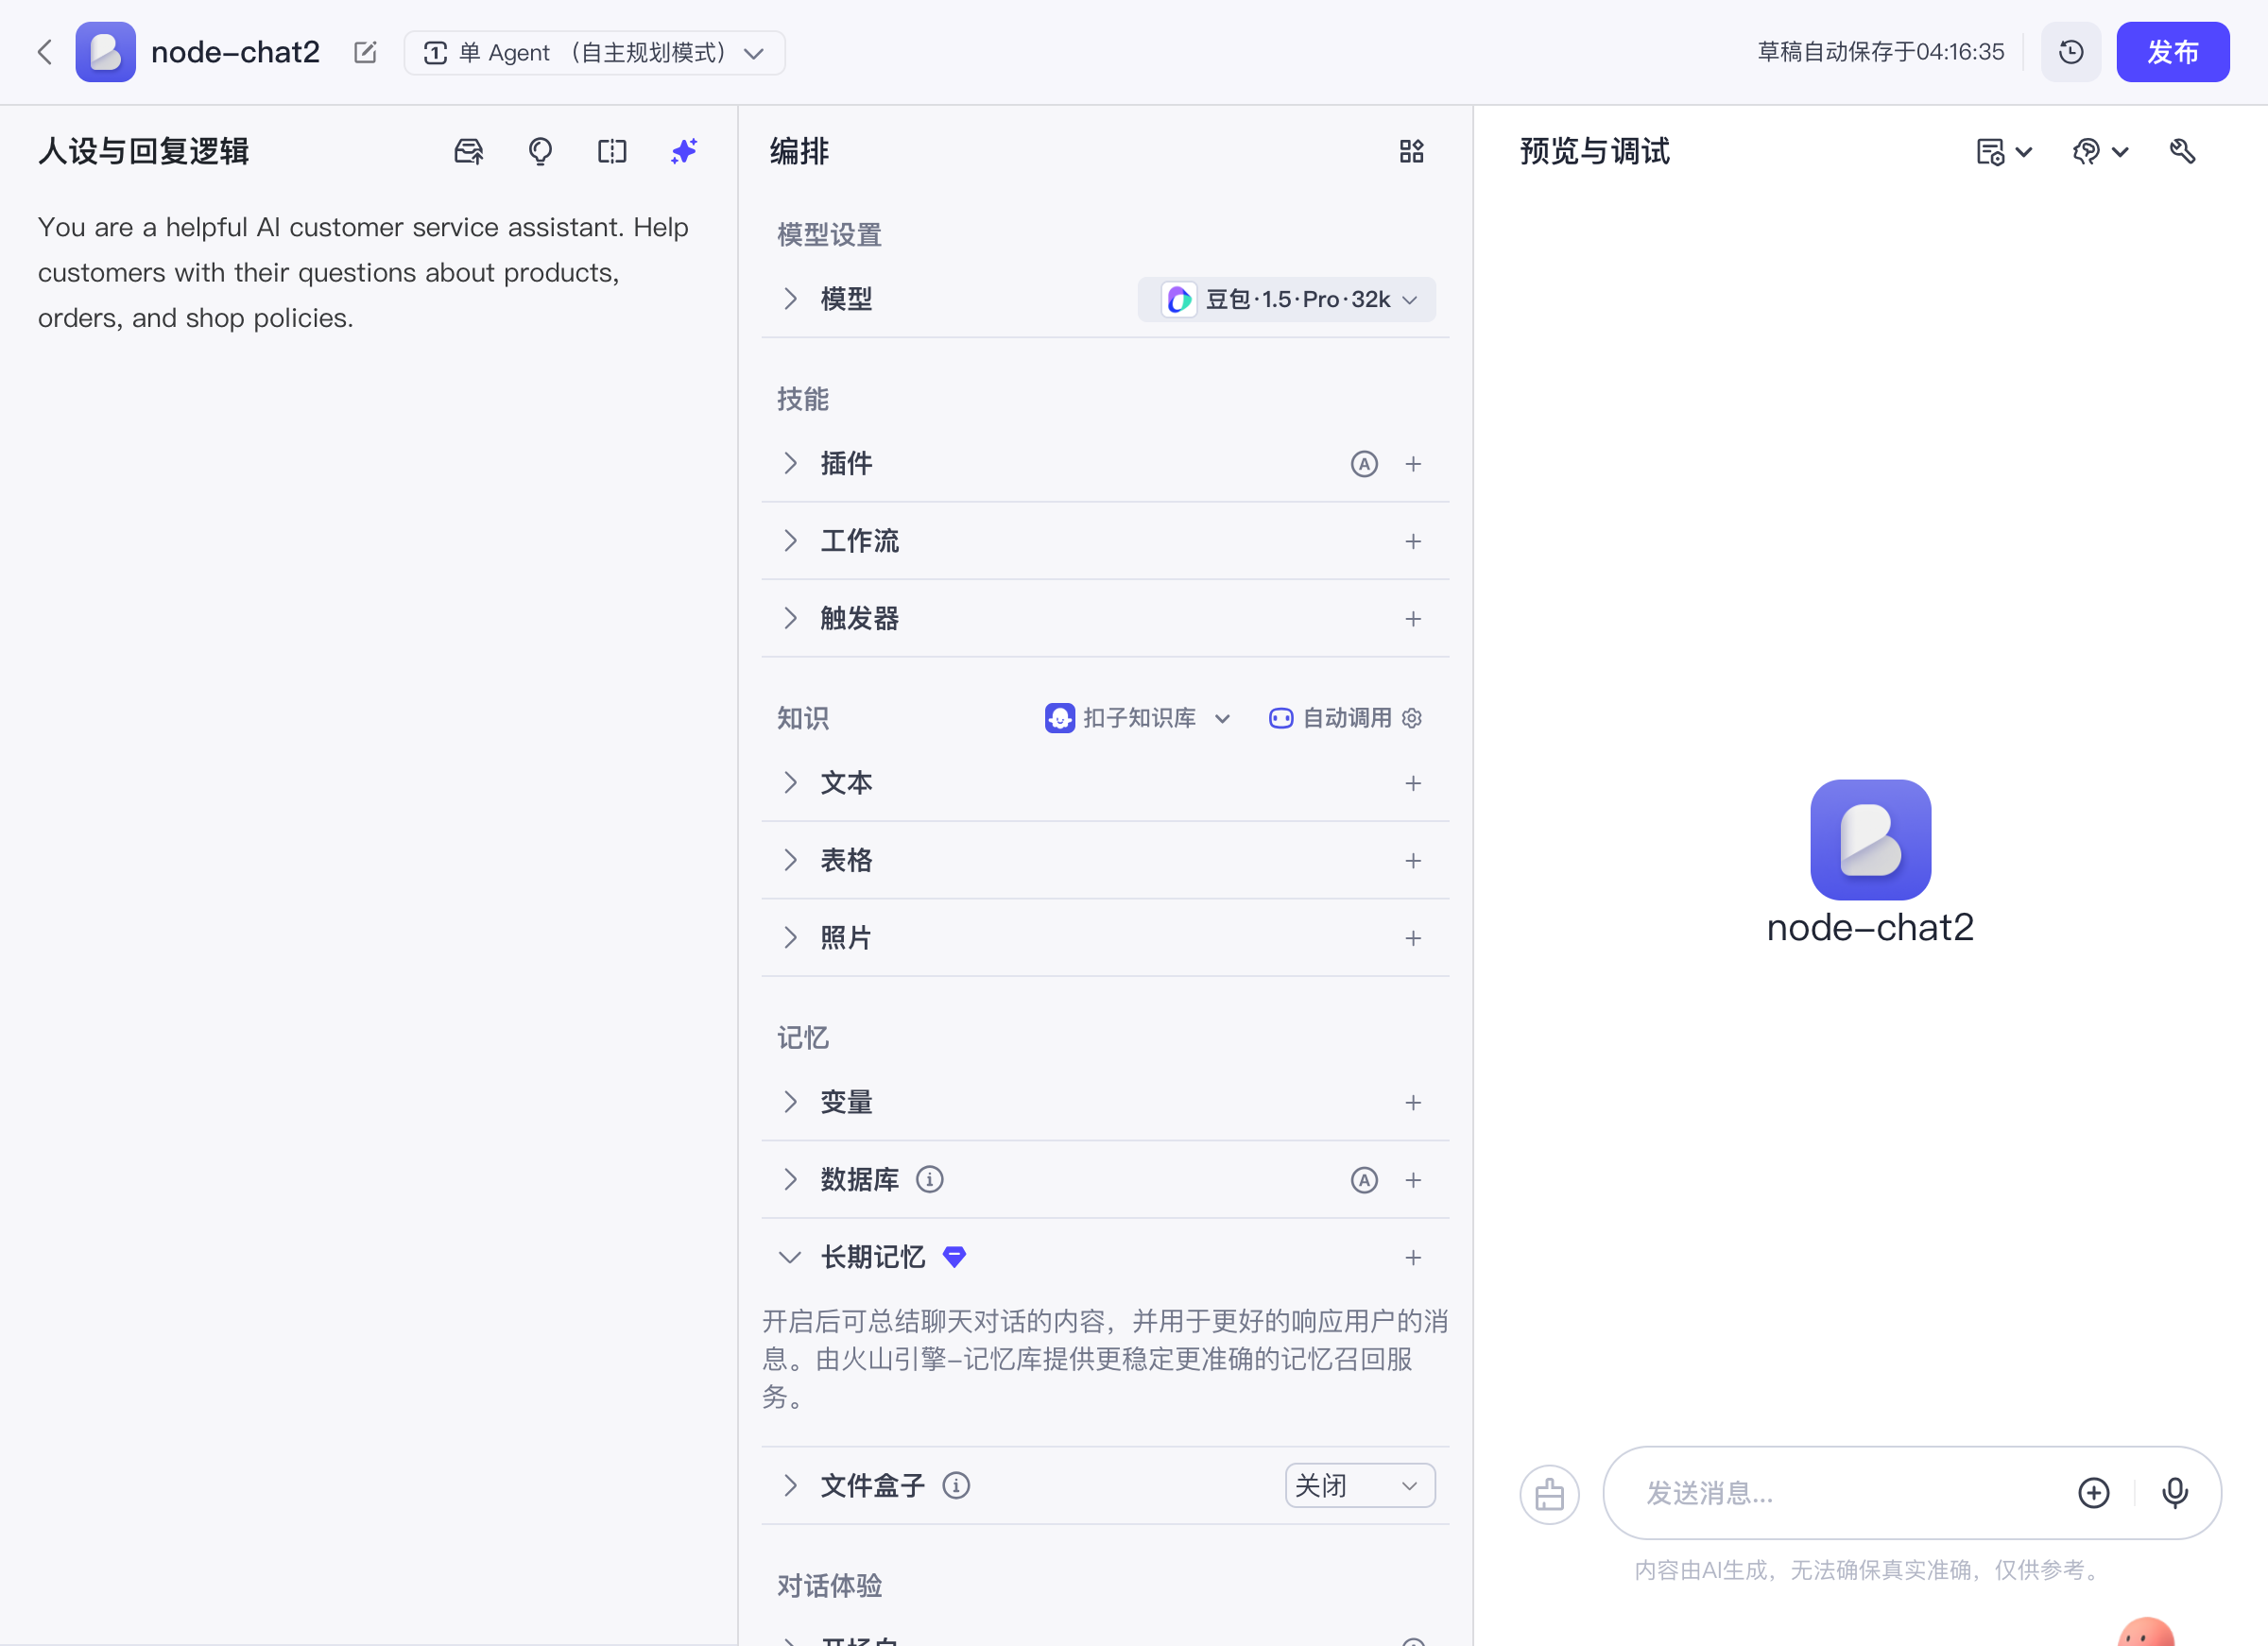 node-chat2
单 Agent （自主规划模式）
草稿自动保存于04:16:35
发布
人设与回复逻辑
You are a helpful AI customer service assistant. Help
customers with their questions about products,
orders, and shop policies.
编排
模型设置
模型
豆包·1.5·Pro·32k
技能
插件
工作流
触发器
知识
扣子知识库
自动调用
文本
表格
照片
记忆
变量
数据库
长期记忆
开启后可总结聊天对话的内容，并用于更好的响应用户的消
息。由火山引擎-记忆库提供更稳定更准确的记忆召回服
务。
文件盒子
关闭
对话体验
预览与调试
node-chat2
发送消息...
内容由AI生成，无法确保真实准确，仅供参考。